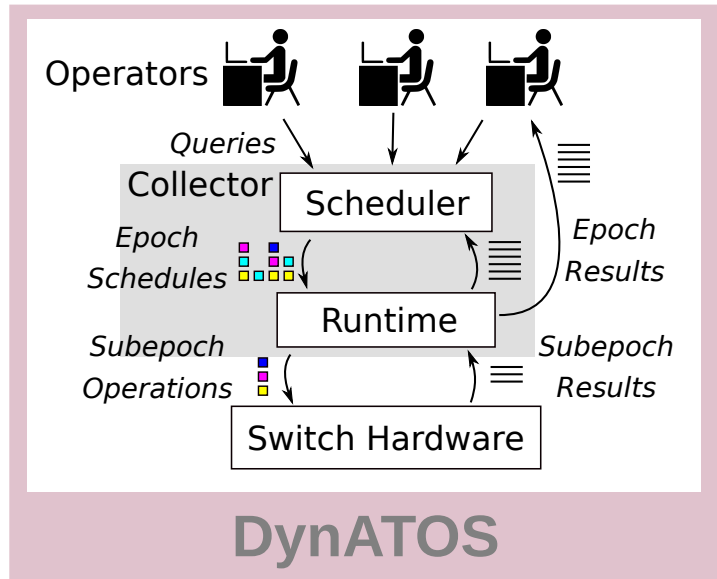 Operators
Queries
Collector
Scheduler
Epoch
Schedules
Epoch
Results
Runtime
Subepoch
Operations
Subepoch
Results
Switch Hardware
DynATOS